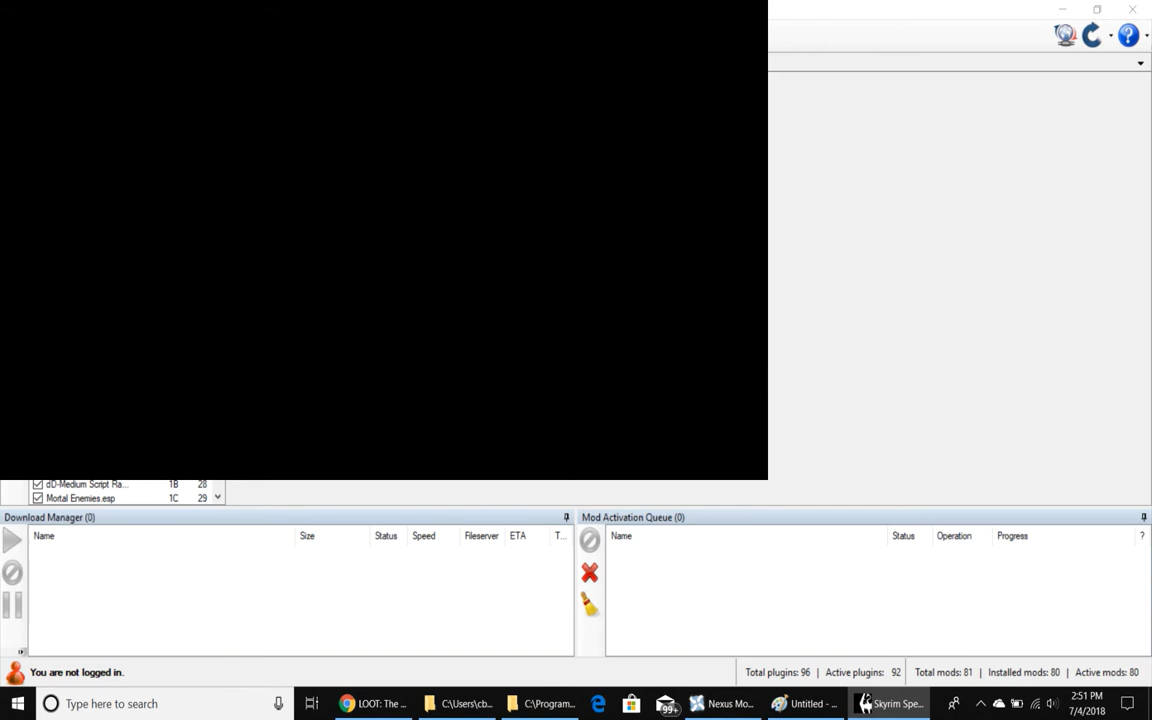 dD-Medium Script Ra... 1B 28
Mortal Enemies.esp 1C 29
Download Manager (0)
Name Size Status Speed Fileserver ETA T...
Mod Activation Queue (0)
Name Status Operation Progress ?
You are not logged in.
Total plugins: 96 | Active plugins: 92 Total mods: 81 | Installed mods: 80 | Active mods: 80
Type here to search
LOOT: The ... C:\Users\cb... C:\Program... 99+ Nexus Mo... Untitled - ... Skyrim Spe...
2:51 PM
7/4/2018